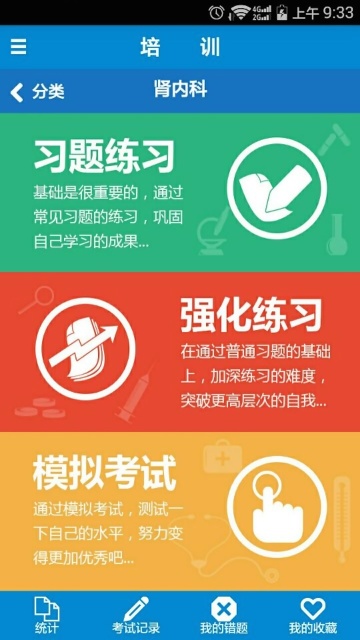 4G
2G
上午 9:33
培 训
分类
肾内科
习题练习
基础是很重要的，通过
常见习题的练习，巩固
自己学习的成果...
强化练习
在通过普通习题的基础
上，加深练习的难度，
突破更高层次的自我...
模拟考试
通过模拟考试，测试一
下自己的水平，努力变
得更加优秀吧...
统计
考试记录
我的错题
我的收藏